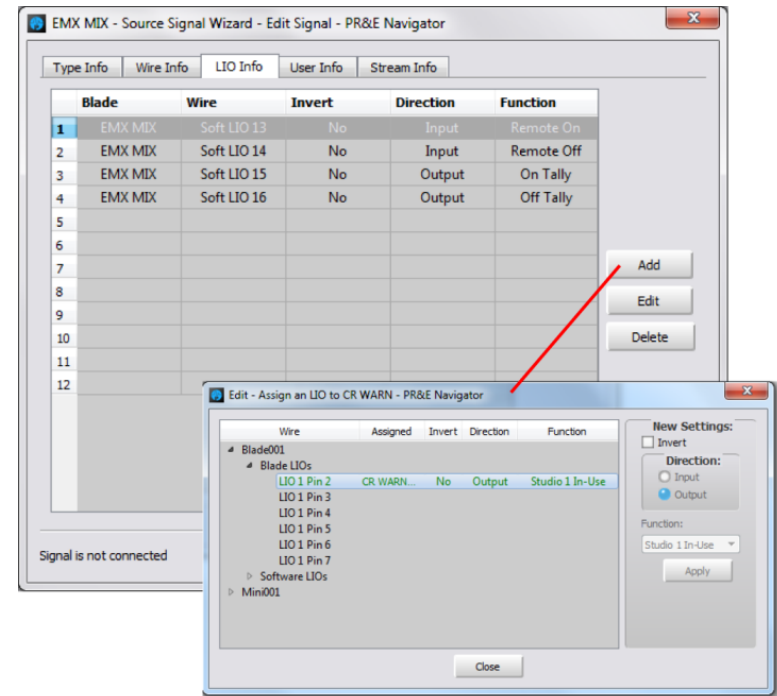 EMX MIX - Source Signal Wizard - Edit Signal - PR&E Navigator
Type Info Wire Info LIO Info User Info Stream Info
Blade Wire Invert Direction Function
1 EMX MIX Soft LIO 13 No Input Remote On
2 EMX MIX Soft LIO 14 No Input Remote Off
3 EMX MIX Soft LIO 15 No Output On Tally
4 EMX MIX Soft LIO 16 No Output Off Tally
5
6
7
8
9
10
11
12
Add
Edit
Delete
Signal is not connected
Edit - Assign an LIO to CR WARN - PR&E Navigator
Wire Assigned Invert Direction Function
Blade001
Blade LIOs
LIO 1 Pin 2 CR WARN... No Output Studio 1 In-Use
LIO 1 Pin 3
LIO 1 Pin 4
LIO 1 Pin 5
LIO 1 Pin 6
LIO 1 Pin 7
Software LIOs
Mini001
New Settings:
Invert
Direction:
Input
Output
Function:
Studio 1 In-Use
Apply
Close